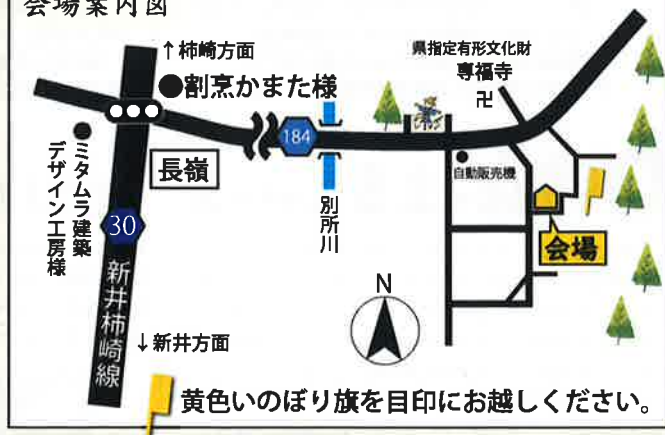 会場案内図
↑柿崎方面
●割烹かまた様
県指定有形文化財
専福寺
卍
184
長嶺
自動販売機
ミタムラ建築
デザイン工房様
30
別所川
会場
新井柿崎線
N
↓新井方面
黄色いのぼり旗を目印にお越しください。